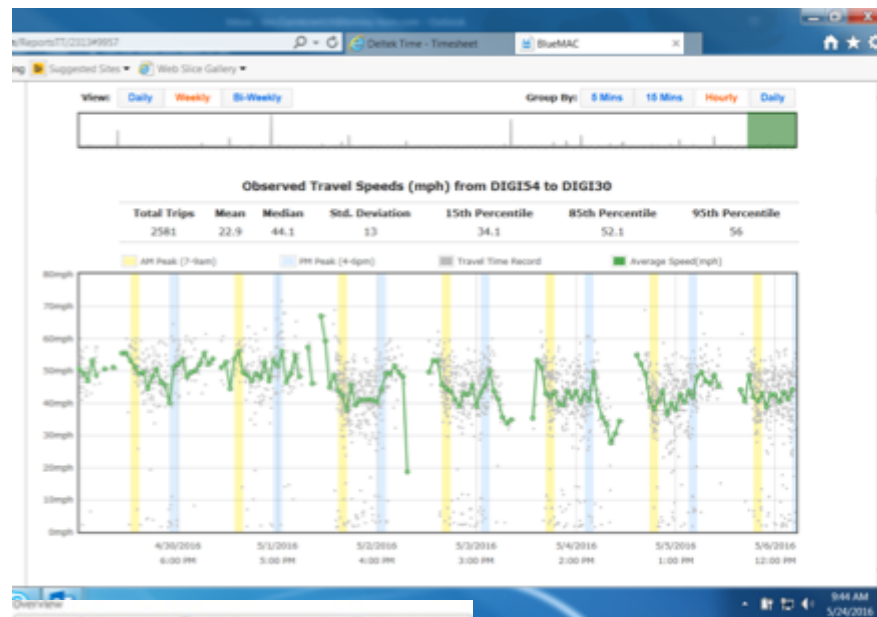 /ReportsTT/2313#9957
Deltek Time - Timesheet
BlueMAC
Suggested Sites
Web Slice Gallery
View: Daily Weekly Bi-Weekly Group By: 5 Mins 15 Mins Hourly Daily
Observed Travel Speeds (mph) from DIGI54 to DIGI30
Total Trips Mean Median Std. Deviation 15th Percentile 85th Percentile 95th Percentile
2581 22.9 44.1 13 34.1 52.1 56
AM Peak (7-9am) PM Peak (4-6pm) Travel Time Record Average Speed(mph)
80mph
70mph
60mph
50mph
40mph
30mph
20mph
10mph
0mph
4/30/2016 5/1/2016 5/2/2016 5/3/2016 5/4/2016 5/5/2016 5/6/2016
6:00 PM 5:00 PM 4:00 PM 3:00 PM 2:00 PM 1:00 PM 12:00 PM
Overview
9:44 AM
5/24/2016